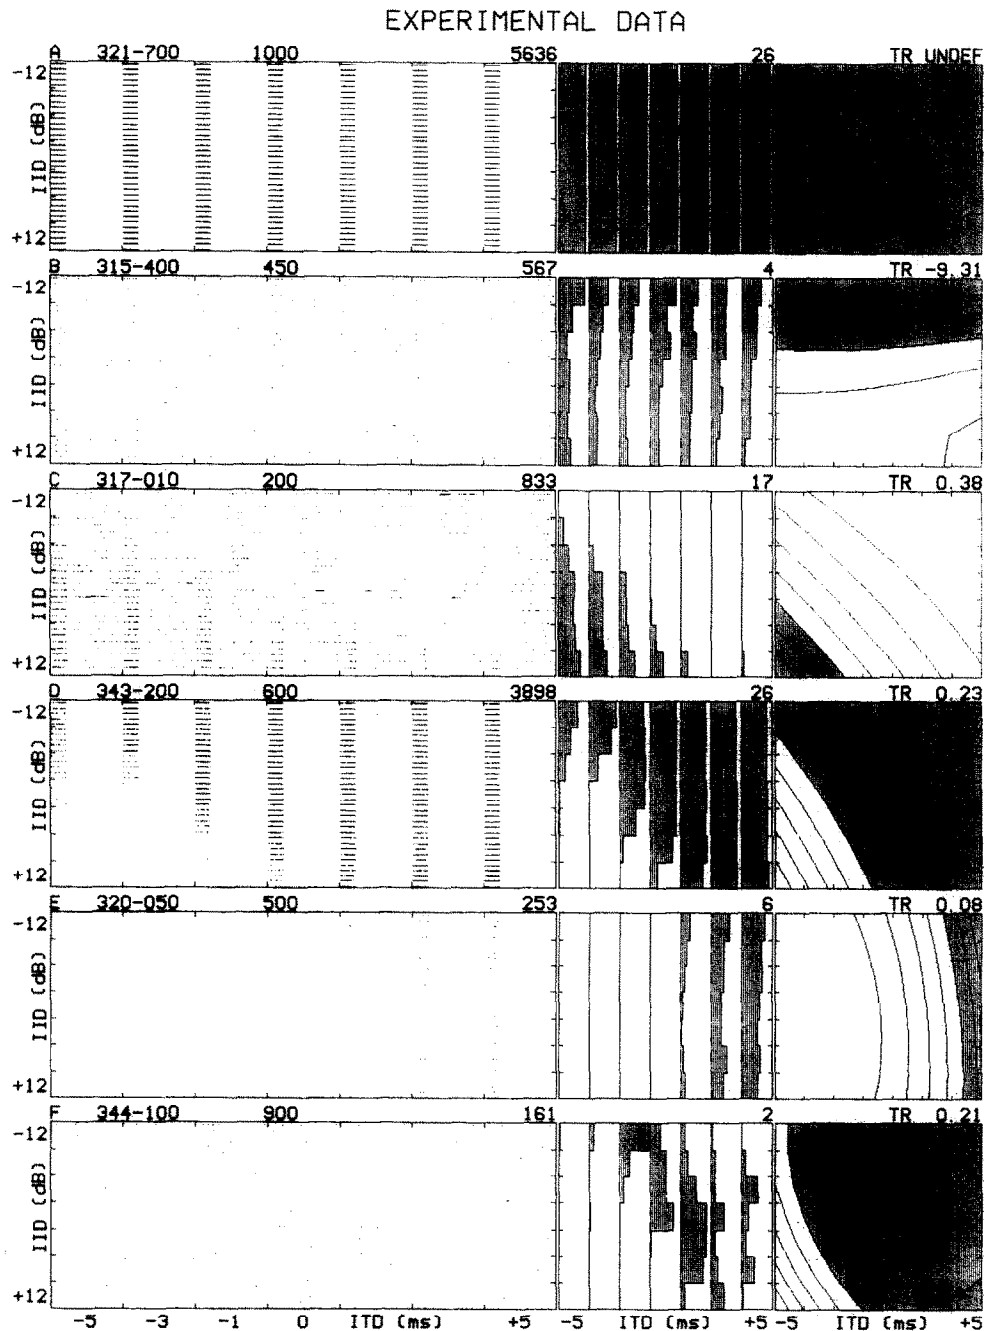 EXPERIMENTAL DATA
A 321-700 1000 5636 26 TR UNDEF
-12
IID (dB)
+12
B 315-400 450 567 4 TR -9.31
-12
IID (dB)
+12
C 317-010 200 833 17 TR 0.38
-12
IID (dB)
+12
D 343-200 600 3998 26 TR 0.23
-12
IID (dB)
+12
E 320-050 500 253 6 TR 0.08
-12
IID (dB)
+12
F 344-100 900 161 2 TR 0.21
-12
IID (dB)
+12
-5 -3 -1 0 ITD (ms) +5 -5 ITD (ms) +5 -5 ITD (ms) +5